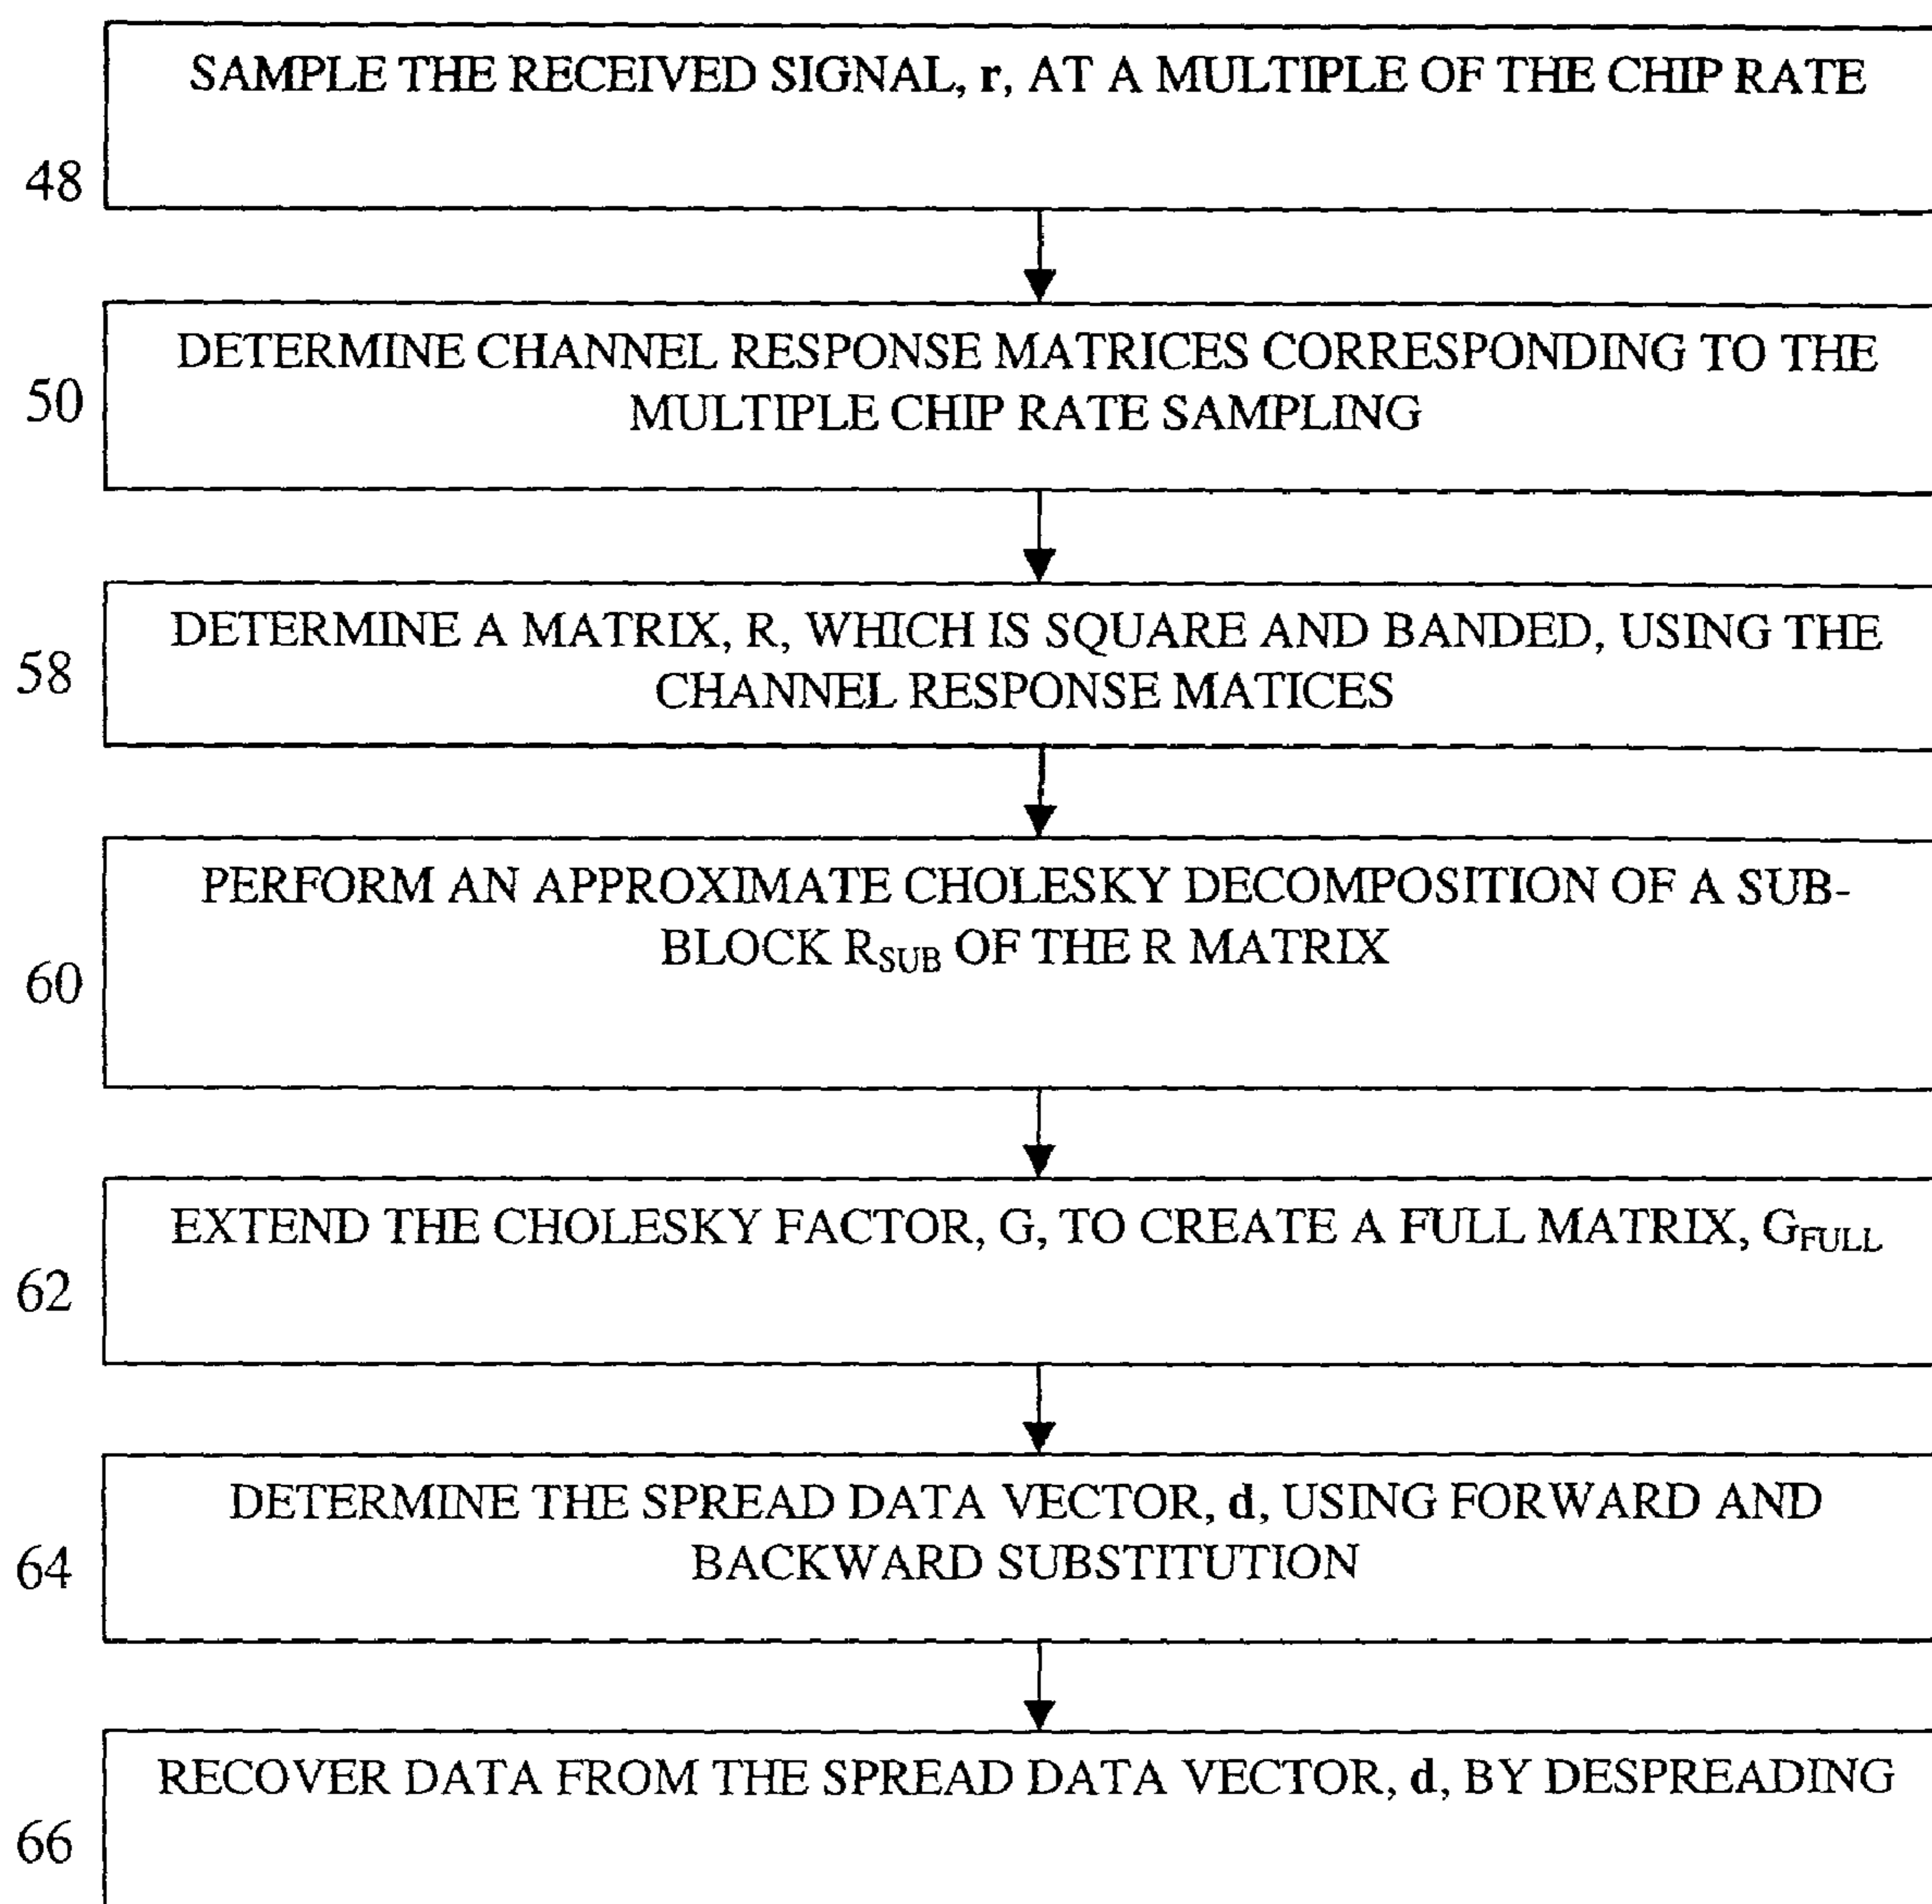 SAMPLE THE RECEIVED SIGNAL, r, AT A MULTIPLE OF THE CHIP RATE
48
DETERMINE CHANNEL RESPONSE MATRICES CORRESPONDING TO THE
MULTIPLE CHIP RATE SAMPLING
50
DETERMINE A MATRIX, R, WHICH IS SQUARE AND BANDED, USING THE
CHANNEL RESPONSE MATICES
58
PERFORM AN APPROXIMATE CHOLESKY DECOMPOSITION OF A SUB-
BLOCK RSUB OF THE R MATRIX
60
EXTEND THE CHOLESKY FACTOR, G, TO CREATE A FULL MATRIX, GFULL
62
DETERMINE THE SPREAD DATA VECTOR, d, USING FORWARD AND
BACKWARD SUBSTITUTION
64
RECOVER DATA FROM THE SPREAD DATA VECTOR, d, BY DESPREADING
66